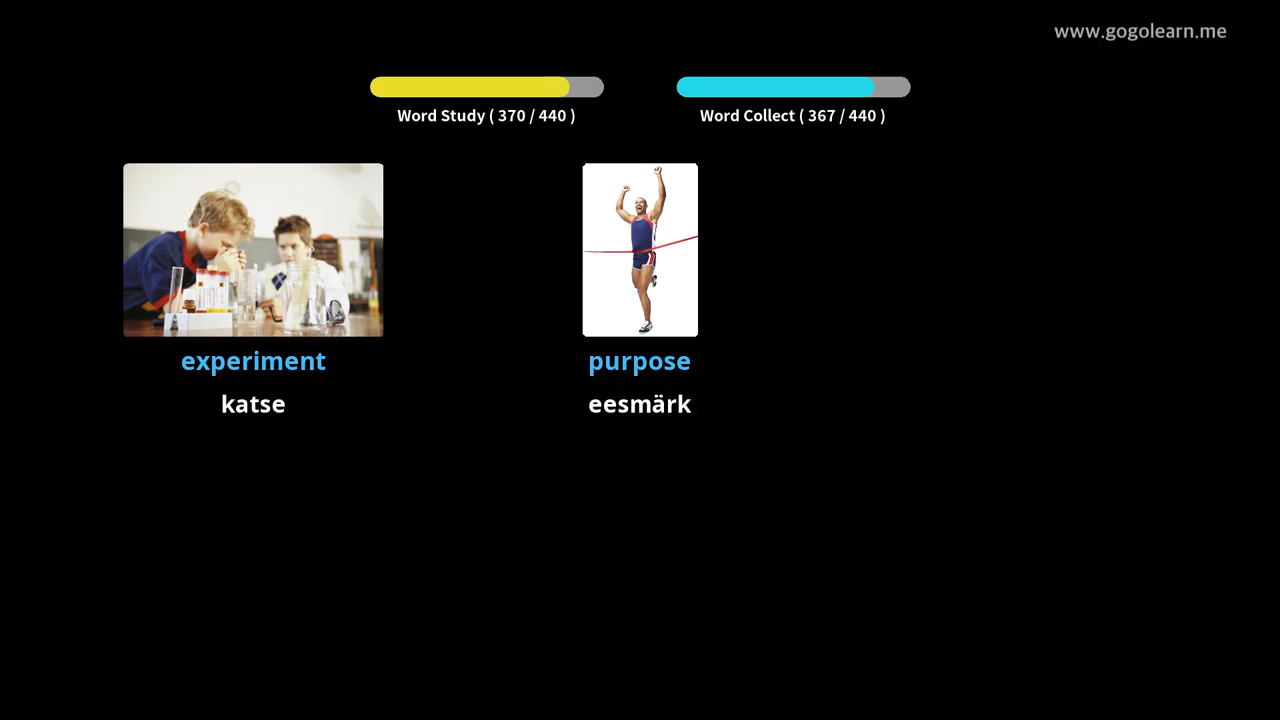 www.gogolearn.me
Word Study ( 370 / 440 )
Word Collect ( 367 / 440 )
experiment
katse
purpose
eesmärk